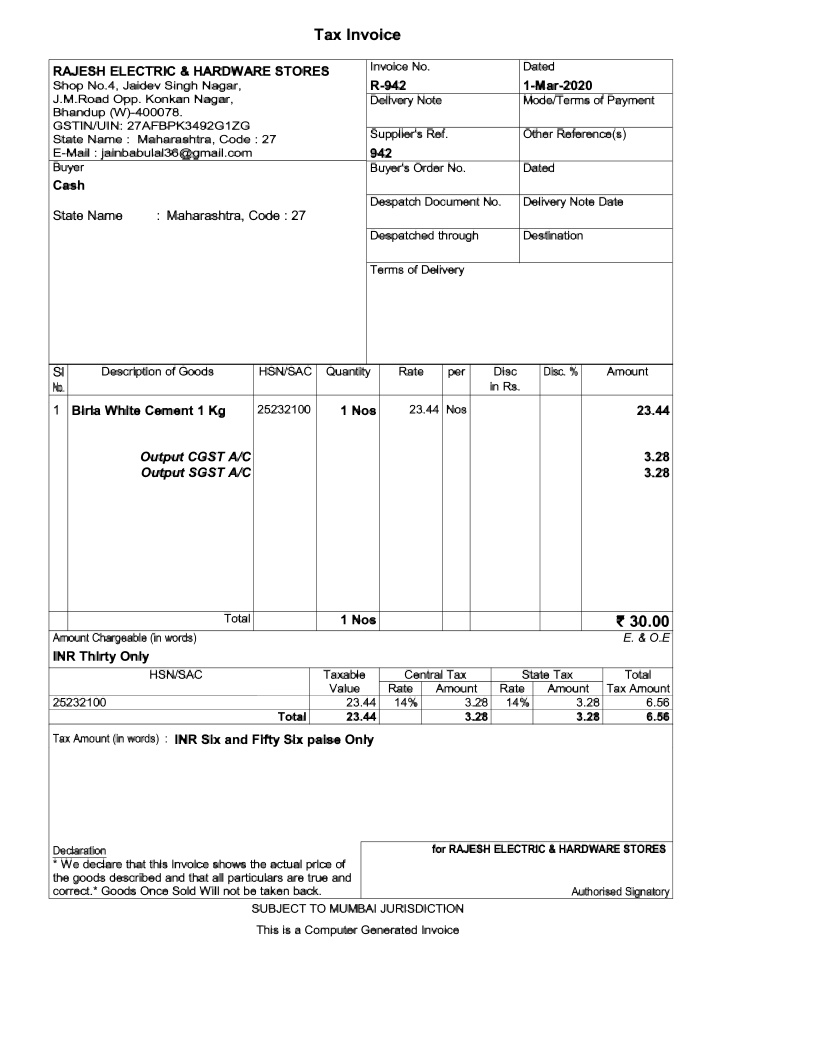 Tax Invoice
RAJESH ELECTRIC & HARDWARE STORES
Shop No.4, Jaidev Singh Nagar,
J.M.Road Opp. Konkan Nagar,
Bhandup (W)-400078.
GSTIN/UIN: 27AFBPK3492G1ZG
State Name : Maharashtra, Code : 27
E-Mail : jainbabulal36@gmail.com
Invoice No. Dated
R-942 1-Mar-2020
Delivery Note Mode/Terms of Payment
Supplier's Ref. Other Reference(s)
942
Buyer
Cash
State Name : Maharashtra, Code : 27
Buyer's Order No. Dated
Despatch Document No. Delivery Note Date
Despatched through Destination
Terms of Delivery
Sl Description of Goods HSN/SAC Quantity Rate per Disc Disc. % Amount
No. in Rs.
1 Birla White Cement 1 Kg 25232100 1 Nos 23.44 Nos 23.44
Output CGST A/C 3.28
Output SGST A/C 3.28
Total 1 Nos ₹ 30.00
Amount Chargeable (in words) E. & O.E
INR Thirty Only
HSN/SAC Taxable Central Tax State Tax Total
Value Rate Amount Rate Amount Tax Amount
25232100 23.44 14% 3.28 14% 3.28 6.56
Total 23.44 3.28 3.28 6.56
Tax Amount (in words) : INR Six and Fifty Six paise Only
Declaration
* We declare that this invoice shows the actual price of
the goods described and that all particulars are true and
correct.* Goods Once Sold Will not be taken back.
for RAJESH ELECTRIC & HARDWARE STORES
Authorised Signatory
SUBJECT TO MUMBAI JURISDICTION
This is a Computer Generated Invoice